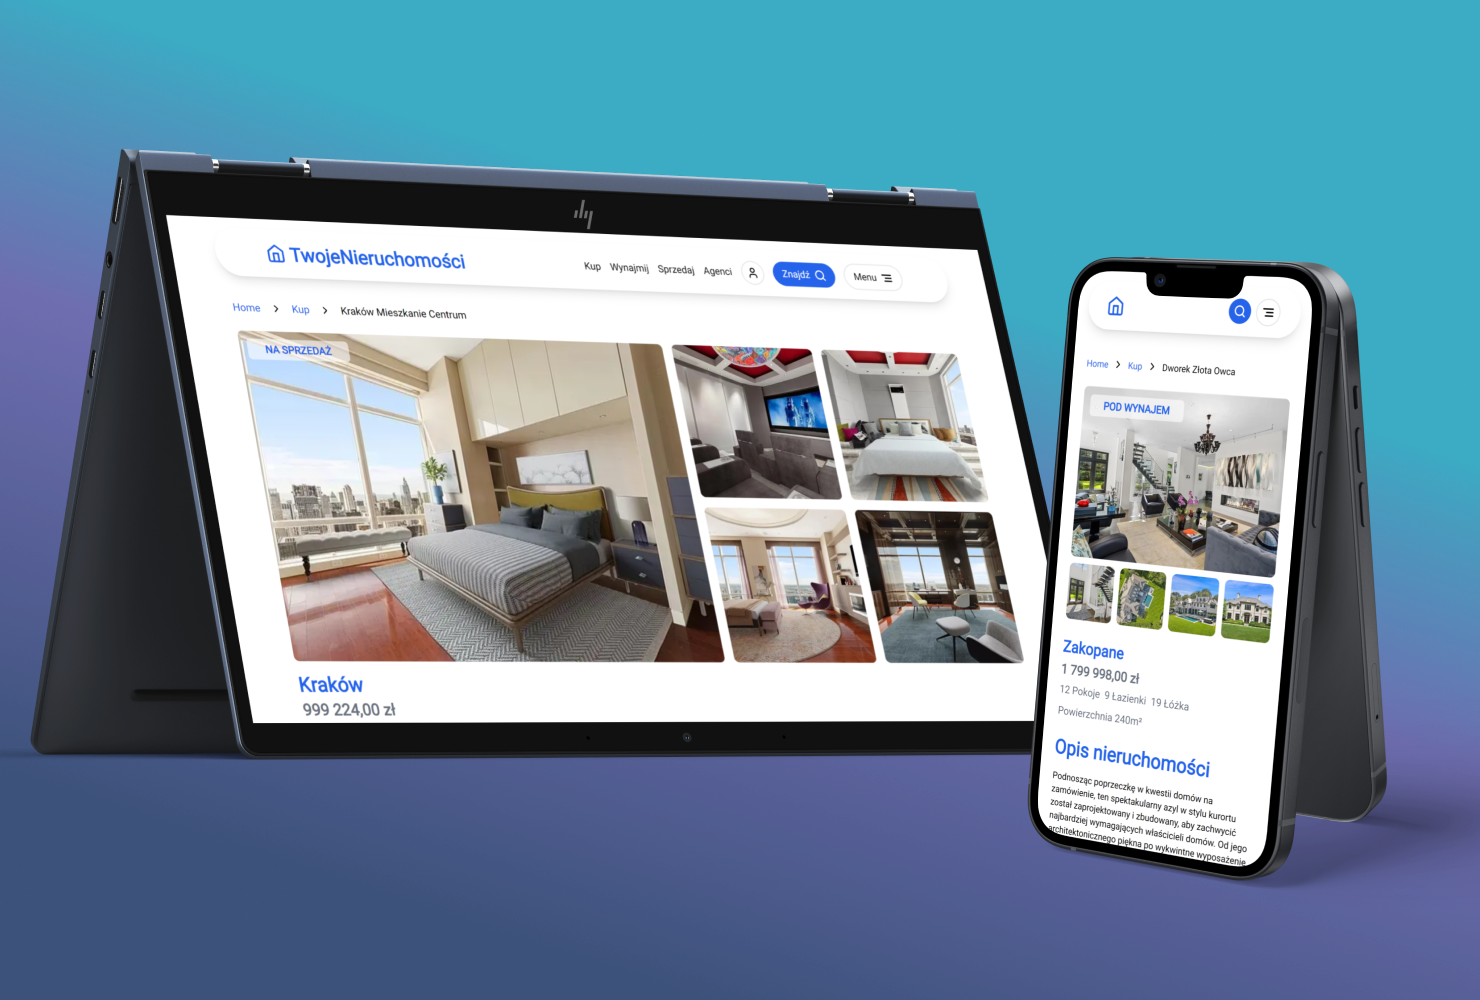 TwojeNieruchomości
Kup Wynajmij Sprzedaj Agenci Znajdź Menu
Home > Kup > Kraków Mieszkanie Centrum
NA SPRZEDAŻ
Kraków
999 224,00 zł
Home > Kup > Dworek Złota Owca
POD WYNAJEM
Zakopane
1 799 998,00 zł
12 Pokoje 9 Łazienki 19 Łóżka
Powierzchnia 240m²
Opis nieruchomości
Podnosząc poprzeczkę w kwestii domów na
zamówienie, ten spektakularny azyl w stylu kurortu
został zaprojektowany i zbudowany, aby zachwycić
najbardziej wymagających właścicieli domów. Od jego
architektonicznego piękna po wykwintne wyposażenie